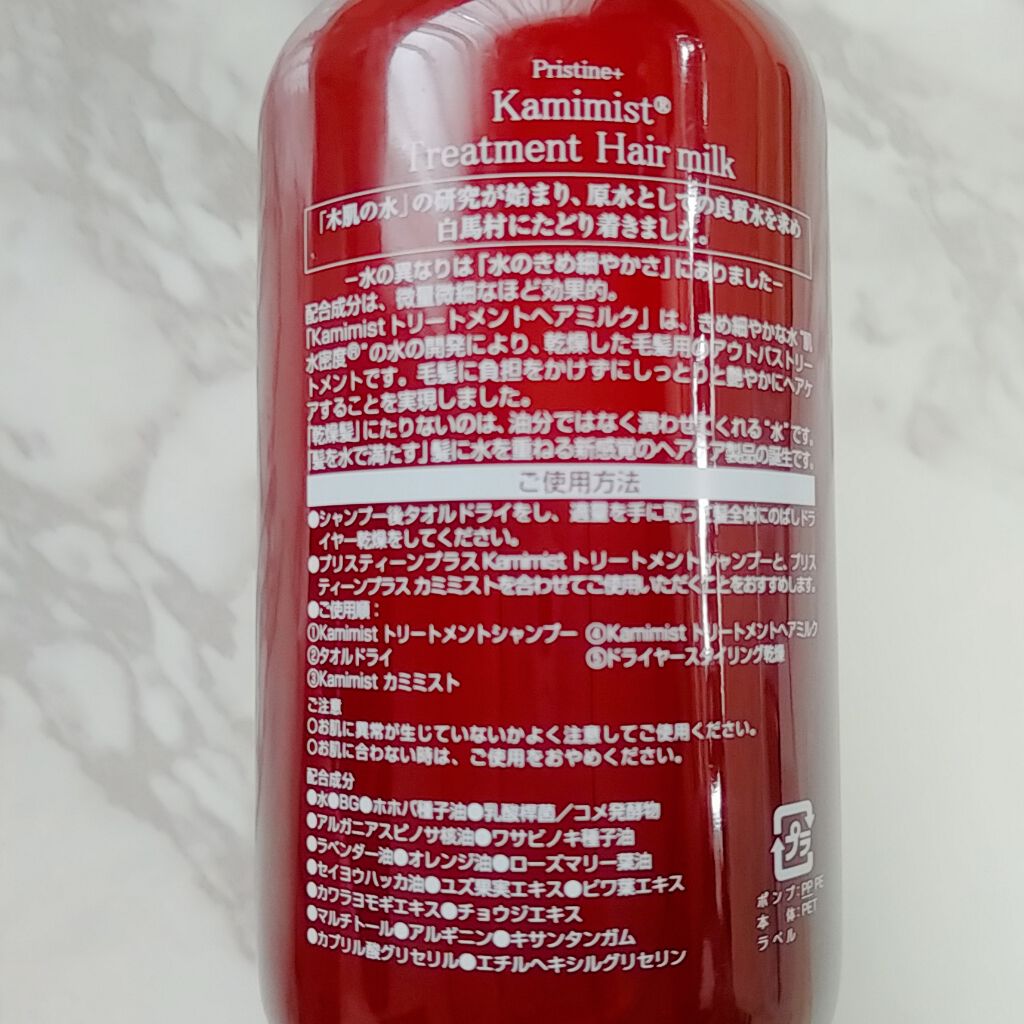 Pristine+
Kamimist®
Treatment Hair milk
「木肌の水」の研究が始まり、原水としての良質水を求め
白馬村にたどり着きました。
ー水の異なりは「水のきめ細やかさ」にありましたー
配合成分は、微量微細なほど効果的。
「Kamimist トリートメントヘアミルク」は、きめ細やかな水“肌
水密度®”の水の開発により、乾燥した毛髪用のアウトバストリー
トメントです。毛髪に負担をかけずにしっとりと艶やかにヘアケ
アすることを実現しました。
「乾燥髪」にたりないのは、油分ではなく潤わせてくれる“水”です。
「髪を水で満たす」髪に水を重ねる新感覚のヘアケア製品の誕生です。
ご使用方法
●シャンプー後タオルドライをし、適量を手に取って髪全体にのばしドラ
イヤー乾燥をしてください。
●プリスティーンプラス Kamimist トリートメントシャンプーと、プリス
ティーンプラス カミミストを合わせてご使用いただくことをおすすめします。
●ご使用順：
①Kamimist トリートメントシャンプー ④Kamimist トリートメントヘアミルク
②タオルドライ ⑤ドライヤースタイリング乾燥
③Kamimist カミミスト
ご注意
○お肌に異常が生じていないかよく注意してご使用ください。
○お肌に合わない時は、ご使用をおやめください。
配合成分
●水●BG●ホホバ種子油●乳酸桿菌／コメ発酵物
●アルガニアスピノサ核油●ワサビノキ種子油
●ラベンダー油●オレンジ油●ローズマリー葉油
●セイヨウハッカ油●ユズ果実エキス●ビワ葉エキス
●カワラヨモギエキス●チョウジエキス
●マルチトール●アルギニン●キサンタンガム
●カプリル酸グリセリル●エチルヘキシルグリセリン
プラ
ポンプ：PP,PE
本体：PET
ラベル